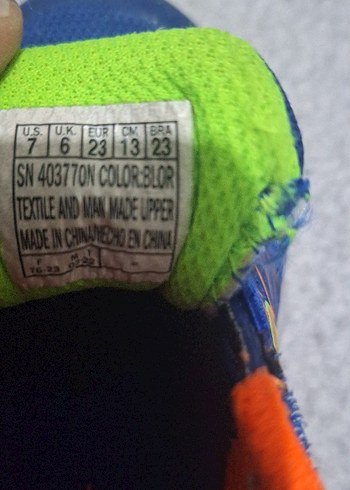 U.S. U.K. EUR CM BRA
7 6 23 13 23
SN 403770N COLOR:BLOR
TEXTILE AND MAN MADE UPPER
MADE IN CHINA/HECHO EN CHINA
F M